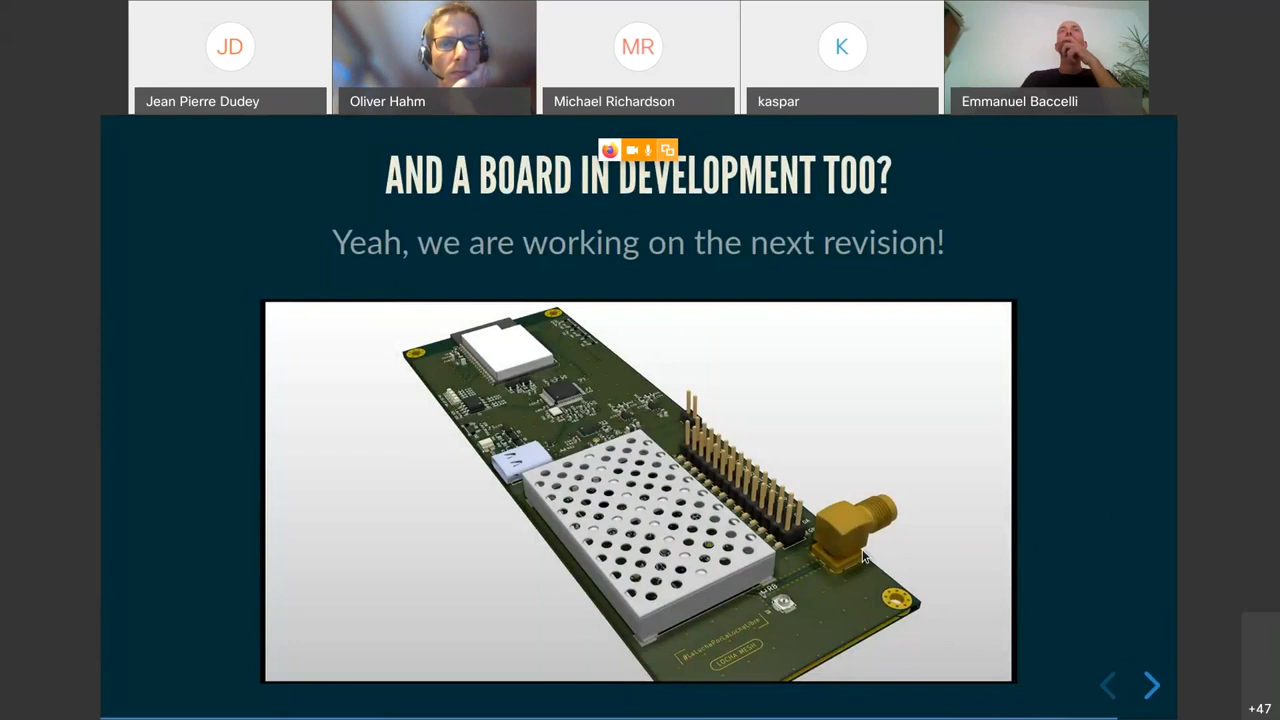 JD
MR
K
Jean Pierre Dudey
Oliver Hahm
Michael Richardson
kaspar
Emmanuel Baccelli
AND A BOARD IN DEVELOPMENT TOO?
Yeah, we are working on the next revision!
#LaLuchaPorLaLochaLibre
LOCHA MESH
+47